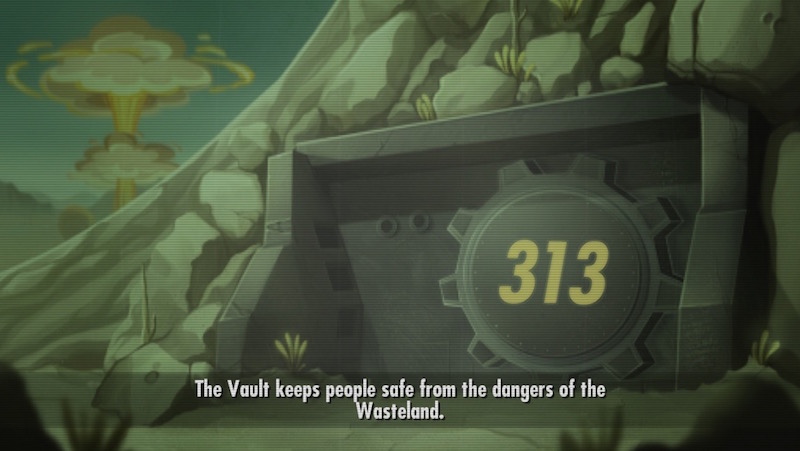 313
The Vault keeps people safe from the dangers of the
Wasteland.